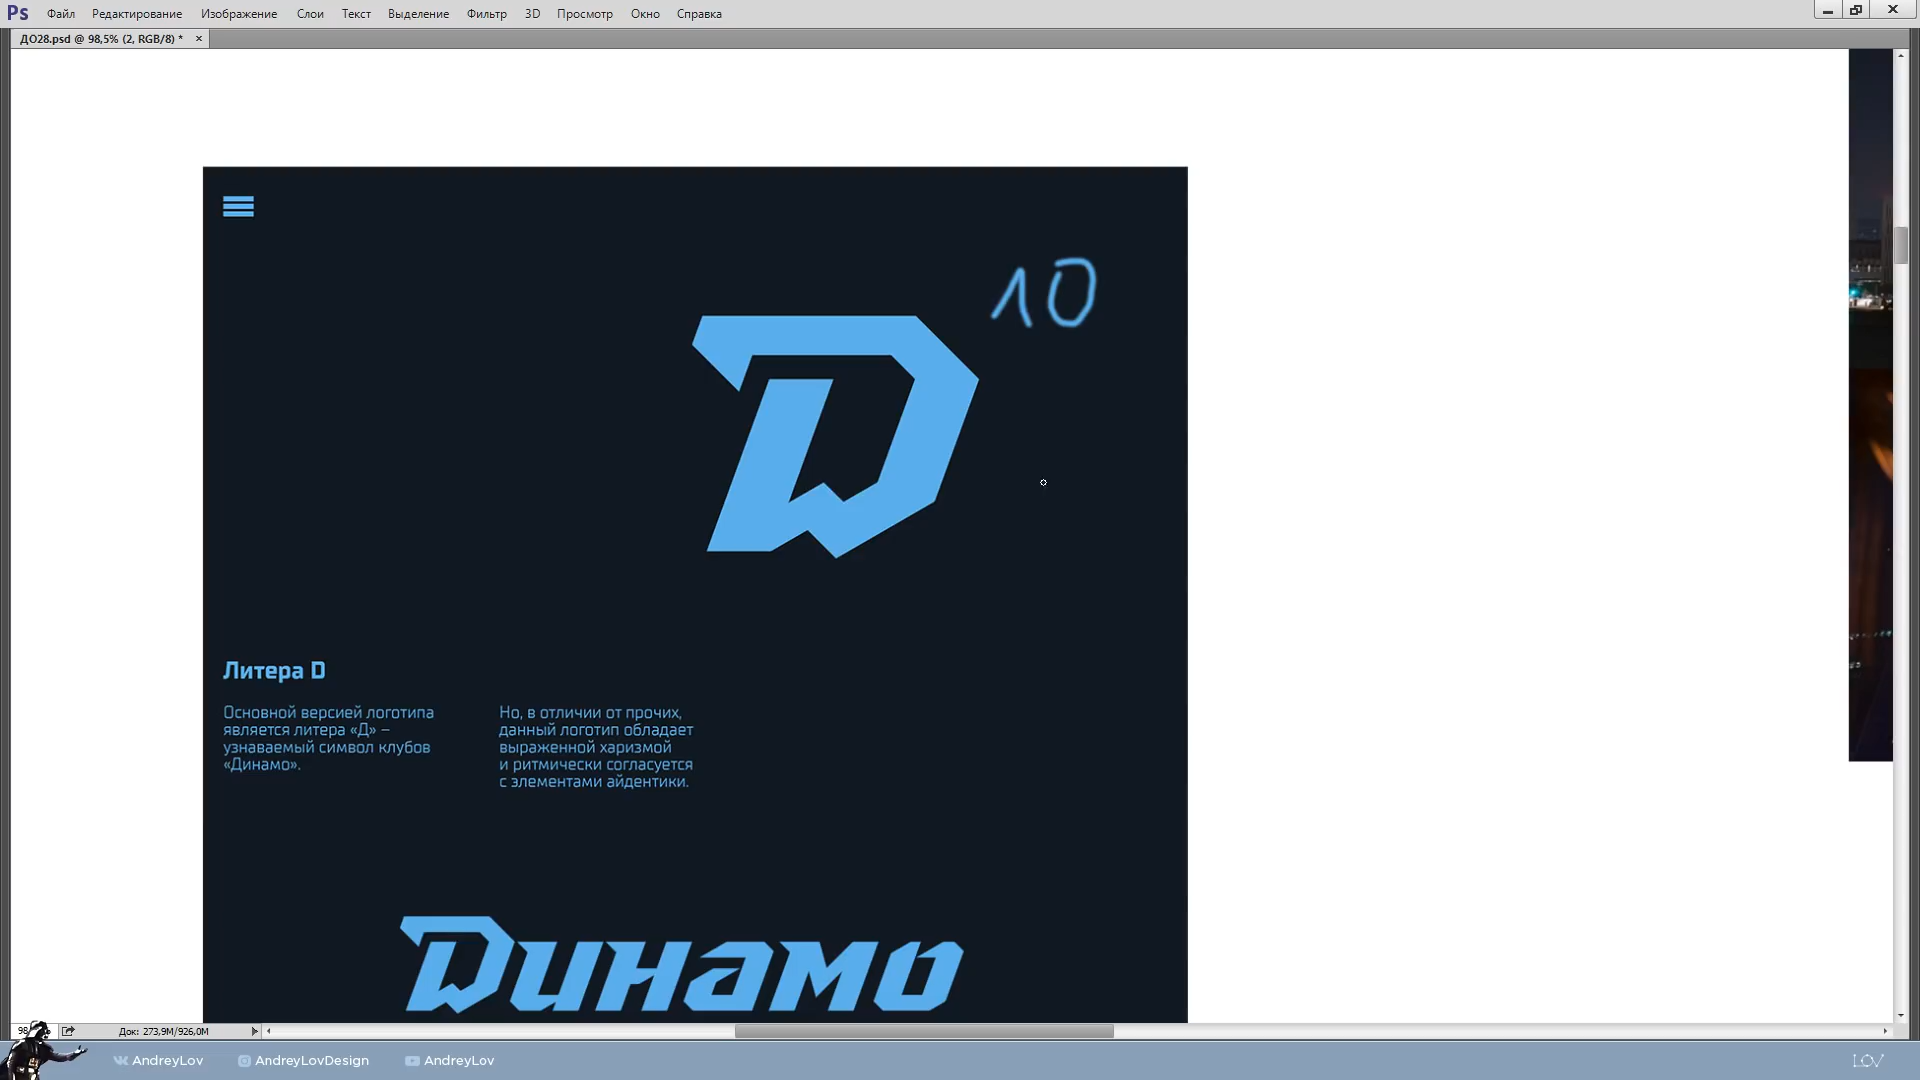 Ps Файл Редактирование Изображение Слои Текст Выделение Фильтр 3D Просмотр Окно Справка
ДО28.psd @ 98,5% (2, RGB/8) *
10
D
Литера D
Основной версией логотипа
является литера «Д» –
узнаваемый символ клубов
«Динамо».
Но, в отличии от прочих,
данный логотип обладает
выраженной харизмой
и ритмически согласуется
с элементами айдентики.
Динамо
Док: 273,9M/926,0M
AndreyLov AndreyLovDesign AndreyLov
LOV